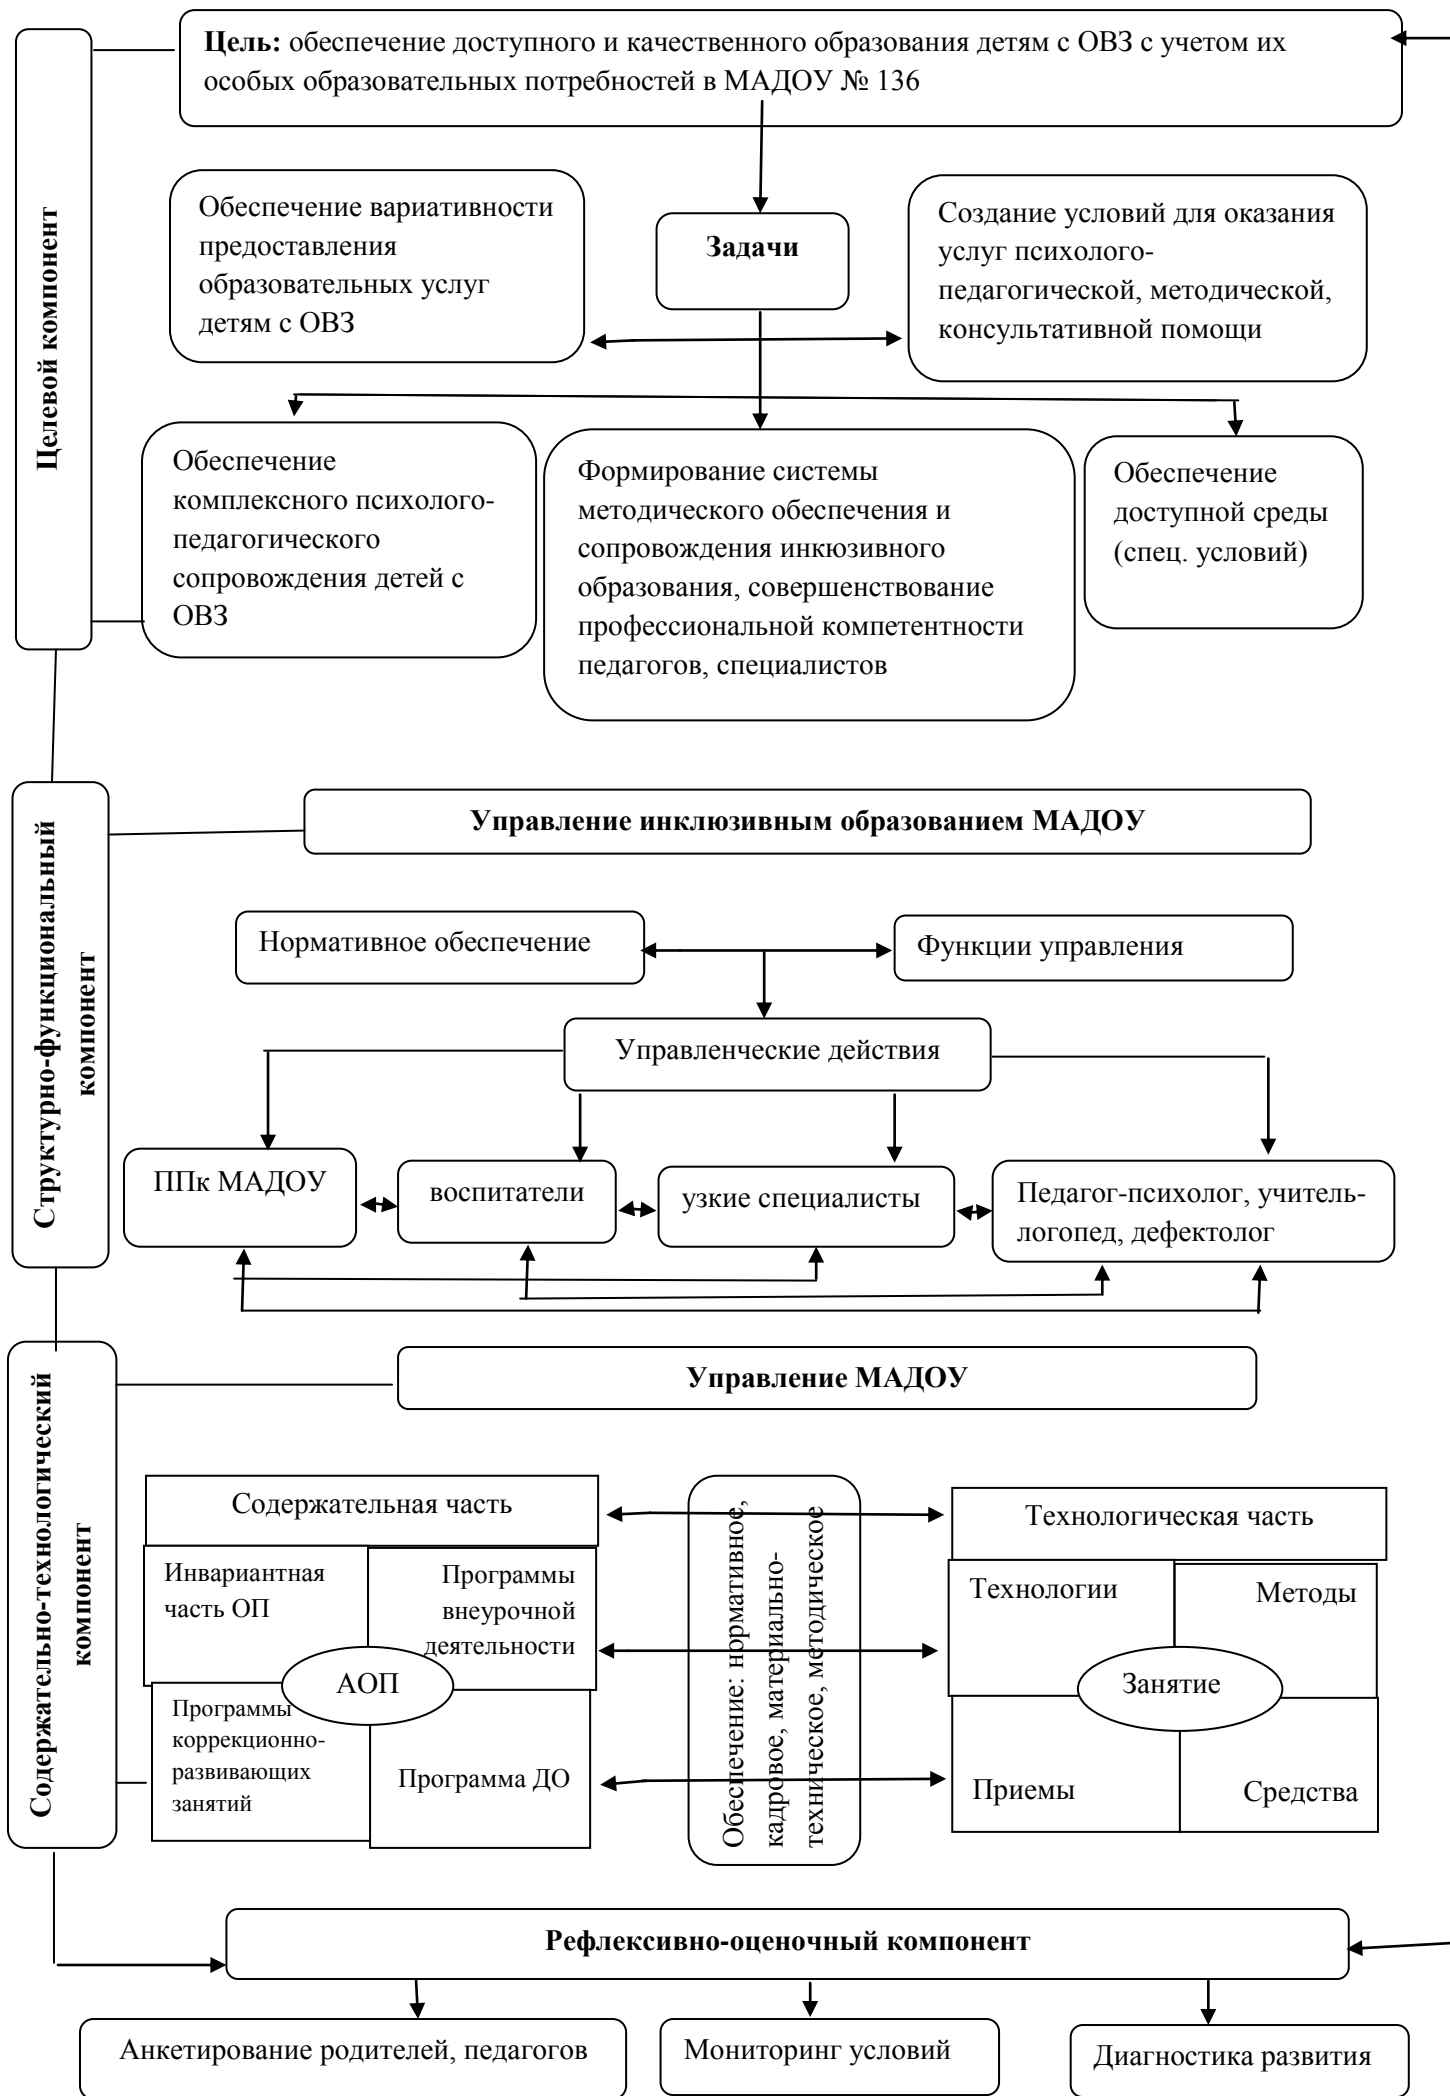 Цель: обеспечение доступного и качественного образования детям с ОВЗ с учетом их
особых образовательных потребностей в МАДОУ № 136
Целевой компонент
Обеспечение вариативности
предоставления
образовательных услуг
детям с ОВЗ
Задачи
Создание условий для оказания
услуг психолого-
педагогической, методической,
консультативной помощи
Обеспечение
комплексного психолого-
педагогического
сопровождения детей с
ОВЗ
Формирование системы
методического обеспечения и
сопровождения инкюзивного
образования, совершенствование
профессиональной компетентности
педагогов, специалистов
Обеспечение
доступной среды
(спец. условий)
Структурно-функциональный
компонент
Управление инклюзивным образованием МАДОУ
Нормативное обеспечение
Функции управления
Управленческие действия
ППк МАДОУ
воспитатели
узкие специалисты
Педагог-психолог, учитель-
логопед, дефектолог
Содержательно-технологический
компонент
Управление МАДОУ
Содержательная часть
Инвариантная
часть ОП
Программы
внеурочной
деятельности
АОП
Программы
коррекционно-
развивающих
занятий
Программа ДО
Обеспечение: нормативное,
кадровое, материально-
техническое, методическое
Технологическая часть
Технологии
Методы
Занятие
Приемы
Средства
Рефлексивно-оценочный компонент
Анкетирование родителей, педагогов
Мониторинг условий
Диагностика развития